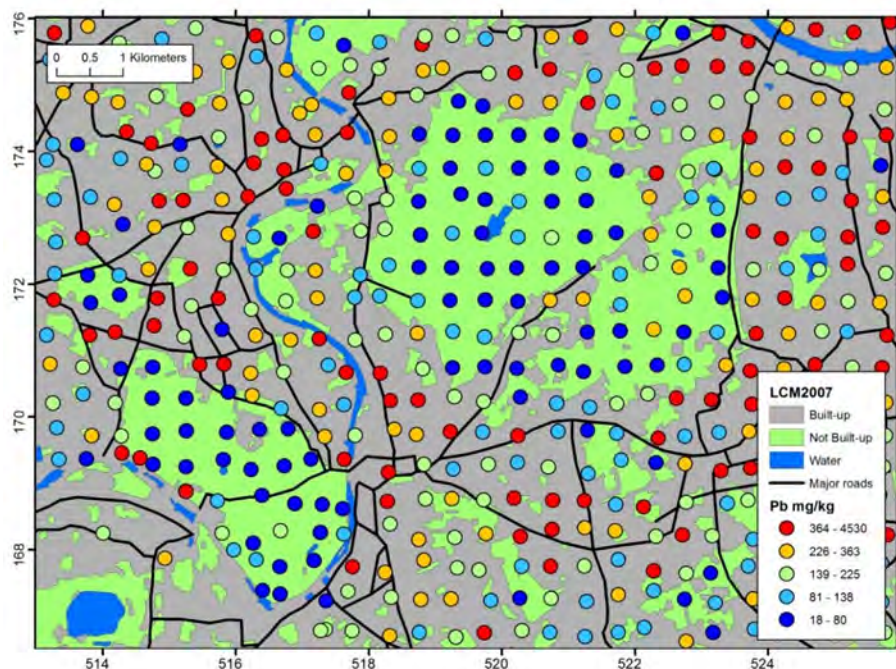 176
174
172
170
168
0 0.5 1 Kilometers
514 516 518 520 522 524
LCM2007
Built-up
Not Built-up
Water
Major roads
Pb mg/kg
364 - 4530
226 - 363
139 - 225
81 - 138
18 - 80